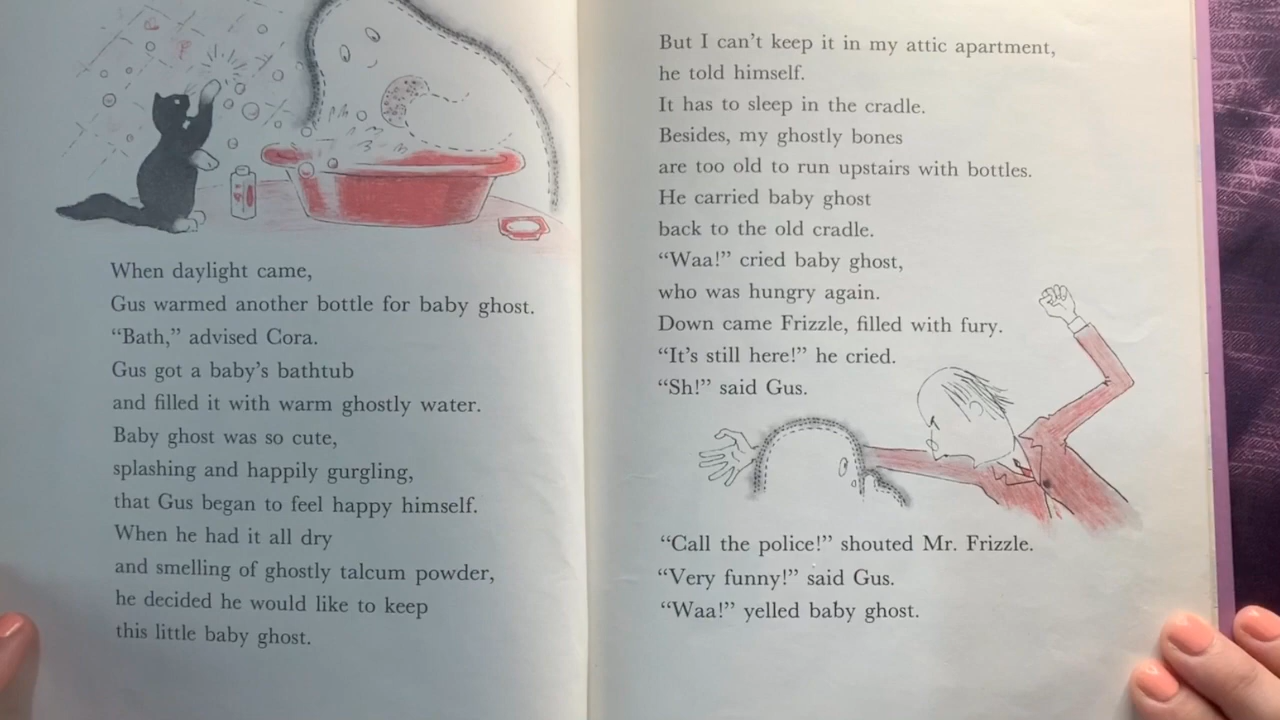 When daylight came,
Gus warmed another bottle for baby ghost.
“Bath,” advised Cora.
Gus got a baby’s bathtub
and filled it with warm ghostly water.
Baby ghost was so cute,
splashing and happily gurgling,
that Gus began to feel happy himself.
When he had it all dry
and smelling of ghostly talcum powder,
he decided he would like to keep
this little baby ghost.
But I can’t keep it in my attic apartment,
he told himself.
It has to sleep in the cradle.
Besides, my ghostly bones
are too old to run upstairs with bottles.
He carried baby ghost
back to the old cradle.
“Waa!” cried baby ghost,
who was hungry again.
Down came Frizzle, filled with fury.
“It’s still here!” he cried.
“Sh!” said Gus.
“Call the police!” shouted Mr. Frizzle.
“Very funny!” said Gus.
“Waa!” yelled baby ghost.